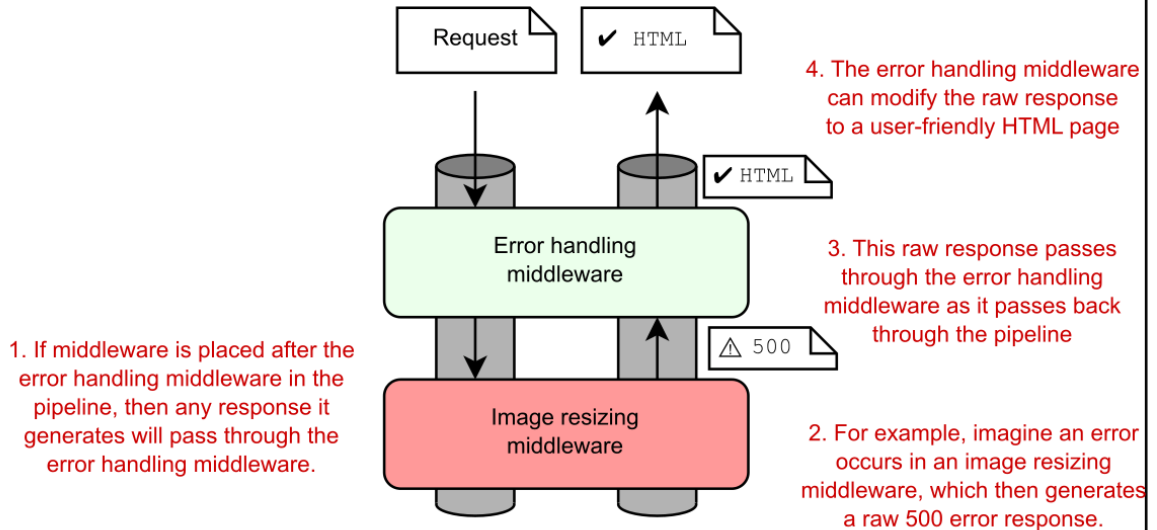 Request
✔ HTML
4. The error handling middleware
can modify the raw response
to a user-friendly HTML page
✔ HTML
Error handling
middleware
3. This raw response passes
through the error handling
middleware as it passes back
through the pipeline
⚠ 500
1. If middleware is placed after the
error handling middleware in the
pipeline, then any response it
generates will pass through the
error handling middleware.
Image resizing
middleware
2. For example, imagine an error
occurs in an image resizing
middleware, which then generates
a raw 500 error response.